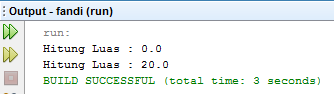 Output - fandi (run)
run:
Hitung Luas : 0.0
Hitung Luas : 20.0
BUILD SUCCESSFUL (total time: 3 seconds)